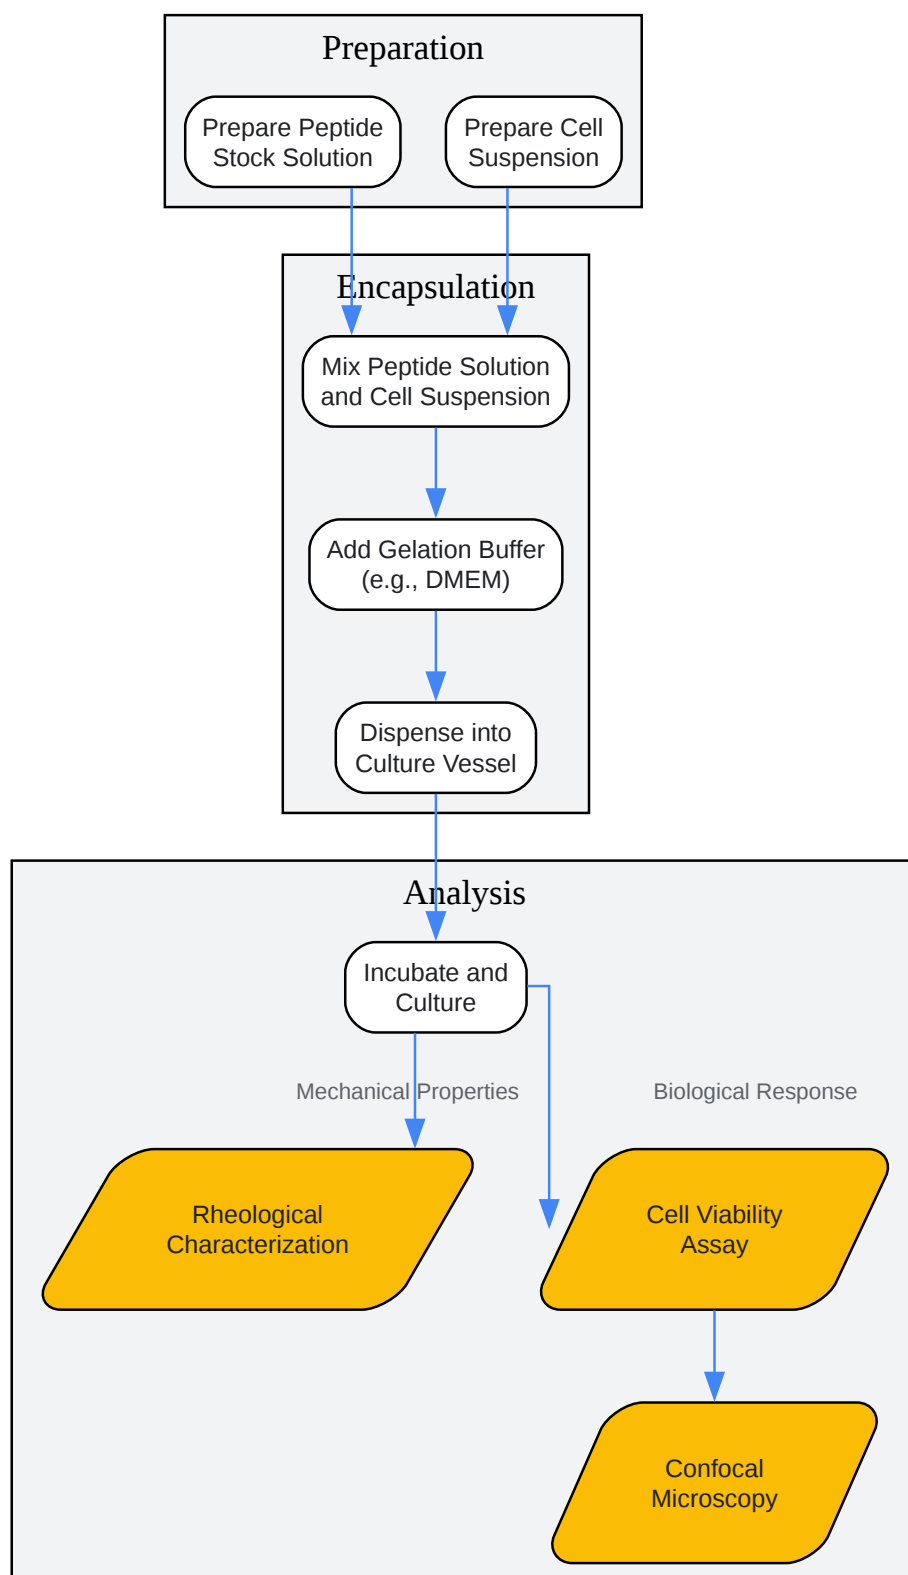 Preparation
Prepare Peptide
Stock Solution
Prepare Cell
Suspension
Encapsulation
Mix Peptide Solution
and Cell Suspension
Add Gelation Buffer
(e.g., DMEM)
Dispense into
Culture Vessel
Analysis
Incubate and
Culture
Mechanical Properties
Biological Response
Rheological
Characterization
Cell Viability
Assay
Confocal
Microscopy